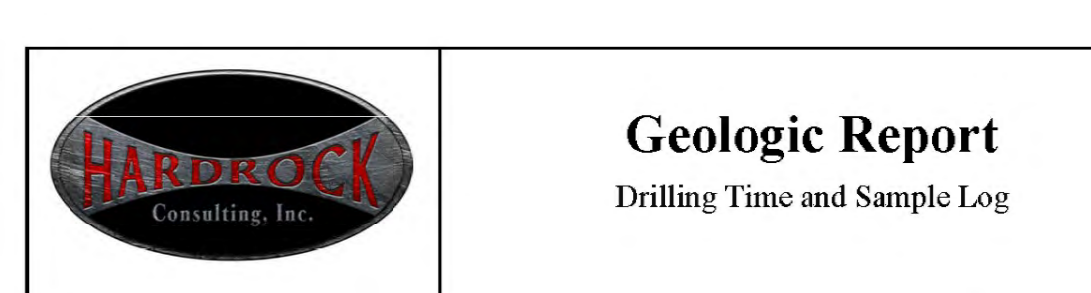 HARDROCK
Consulting, Inc.
Geologic Report
Drilling Time and Sample Log